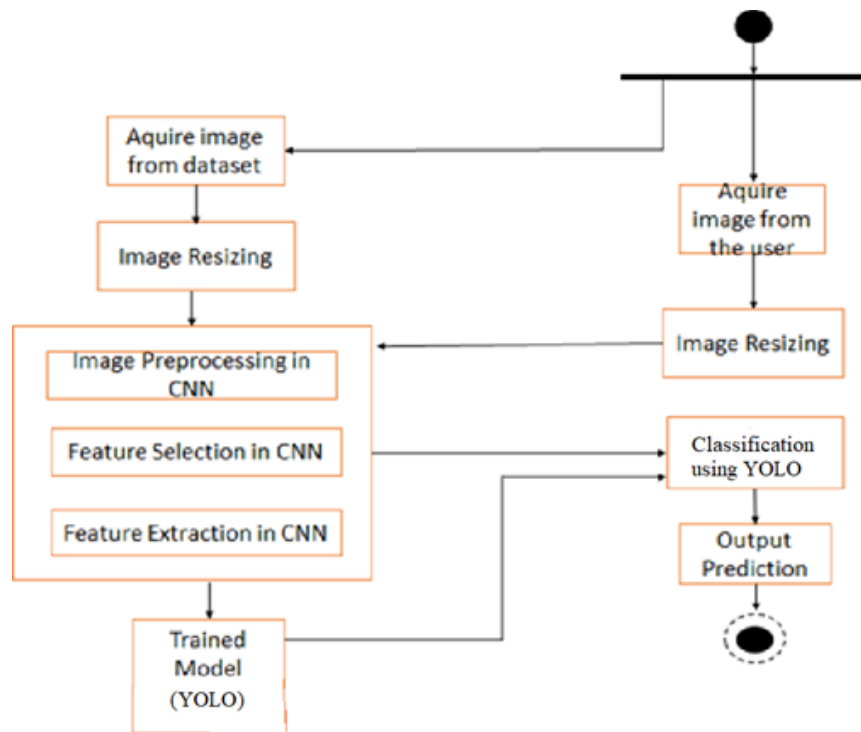 Aquire image
from dataset
Image Resizing
Image Preprocessing in
CNN
Feature Selection in CNN
Feature Extraction in CNN
Trained
Model
(YOLO)
Aquire
image from
the user
Image Resizing
Classification
using YOLO
Output
Prediction